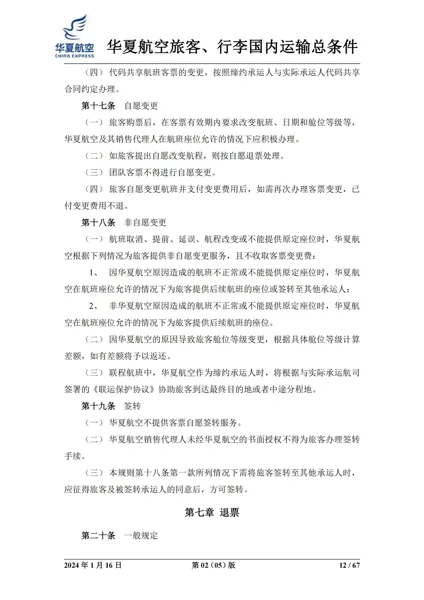 华夏航空
CHINA EXPRESS
华夏航空旅客、行李国内运输总条件
（四） 代码共享航班客票的变更，按照缔约承运人与实际承运人代码共享
合同约定办理。
第十七条 自愿变更
（一） 旅客购票后，在客票有效期内要求改变航班、日期和舱位等级等，
华夏航空及其销售代理人在航班座位允许的情况下应积极办理。
（二） 如旅客提出自愿改变航程，则按自愿退票处理。
（三） 团队客票不得进行自愿变更。
（四） 旅客自愿变更航班并支付变更费用后，如需再次办理客票变更，已
付变更费用不退。
第十八条 非自愿变更
（一） 航班取消、提前、延误、航程改变或不能提供原定座位时，华夏航
空根据下列情况为旅客提供非自愿变更服务，且不收取客票变更费：
1、 因华夏航空原因造成的航班不正常或不能提供原定座位时，华夏航
空在航班座位允许的情况下为旅客提供后续航班的座位或签转至其他承运人；
2、 非华夏航空原因造成的航班不正常或不能提供原定座位时，华夏航
空在航班座位允许的情况下为旅客提供后续航班的座位。
（二） 因华夏航空的原因导致旅客舱位等级变更，根据具体舱位等级计算
差额，如有差额将予以返还。
（三） 联程航班中，华夏航空作为缔约承运人时，将根据与实际承运航司
签署的《联运保护协议》协助旅客到达最终目的地或者中途分程地。
第十九条 签转
（一） 华夏航空不提供客票自愿签转服务。
（二） 华夏航空销售代理人未经华夏航空的书面授权不得为旅客办理签转
手续。
（三） 本规则第十八条第一款所列情况下需将旅客签转至其他承运人时，
应征得旅客及被签转承运人的同意后，方可签转。
第七章 退票
第二十条 一般规定
2024 年 1 月 16 日 第 02（05）版 12 / 67